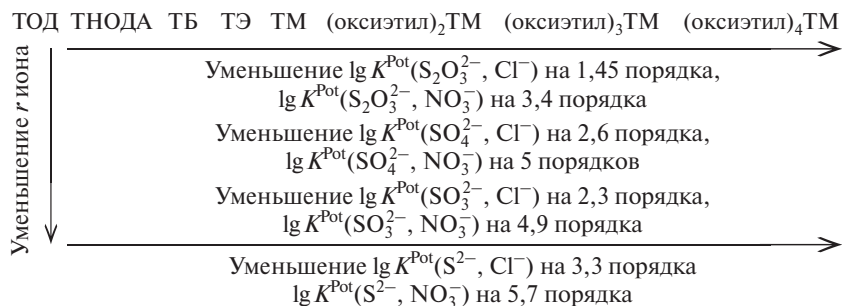 ТОД ТНОДА ТБ ТЭ ТМ (оксиэтил)₂ТМ (оксиэтил)₃ТМ (оксиэтил)₄ТМ
Уменьшение r иона
Уменьшение lg K^Pot(S₂O₃²⁻, Cl⁻) на 1,45 порядка,
lg K^Pot(S₂O₃²⁻, NO₃⁻) на 3,4 порядка
Уменьшение lg K^Pot(SO₄²⁻, Cl⁻) на 2,6 порядка,
lg K^Pot(SO₄²⁻, NO₃⁻) на 5 порядков
Уменьшение lg K^Pot(SO₃²⁻, Cl⁻) на 2,3 порядка,
lg K^Pot(SO₃²⁻, NO₃⁻) на 4,9 порядка
Уменьшение lg K^Pot(S²⁻, Cl⁻) на 3,3 порядка
lg K^Pot(S²⁻, NO₃⁻) на 5,7 порядка